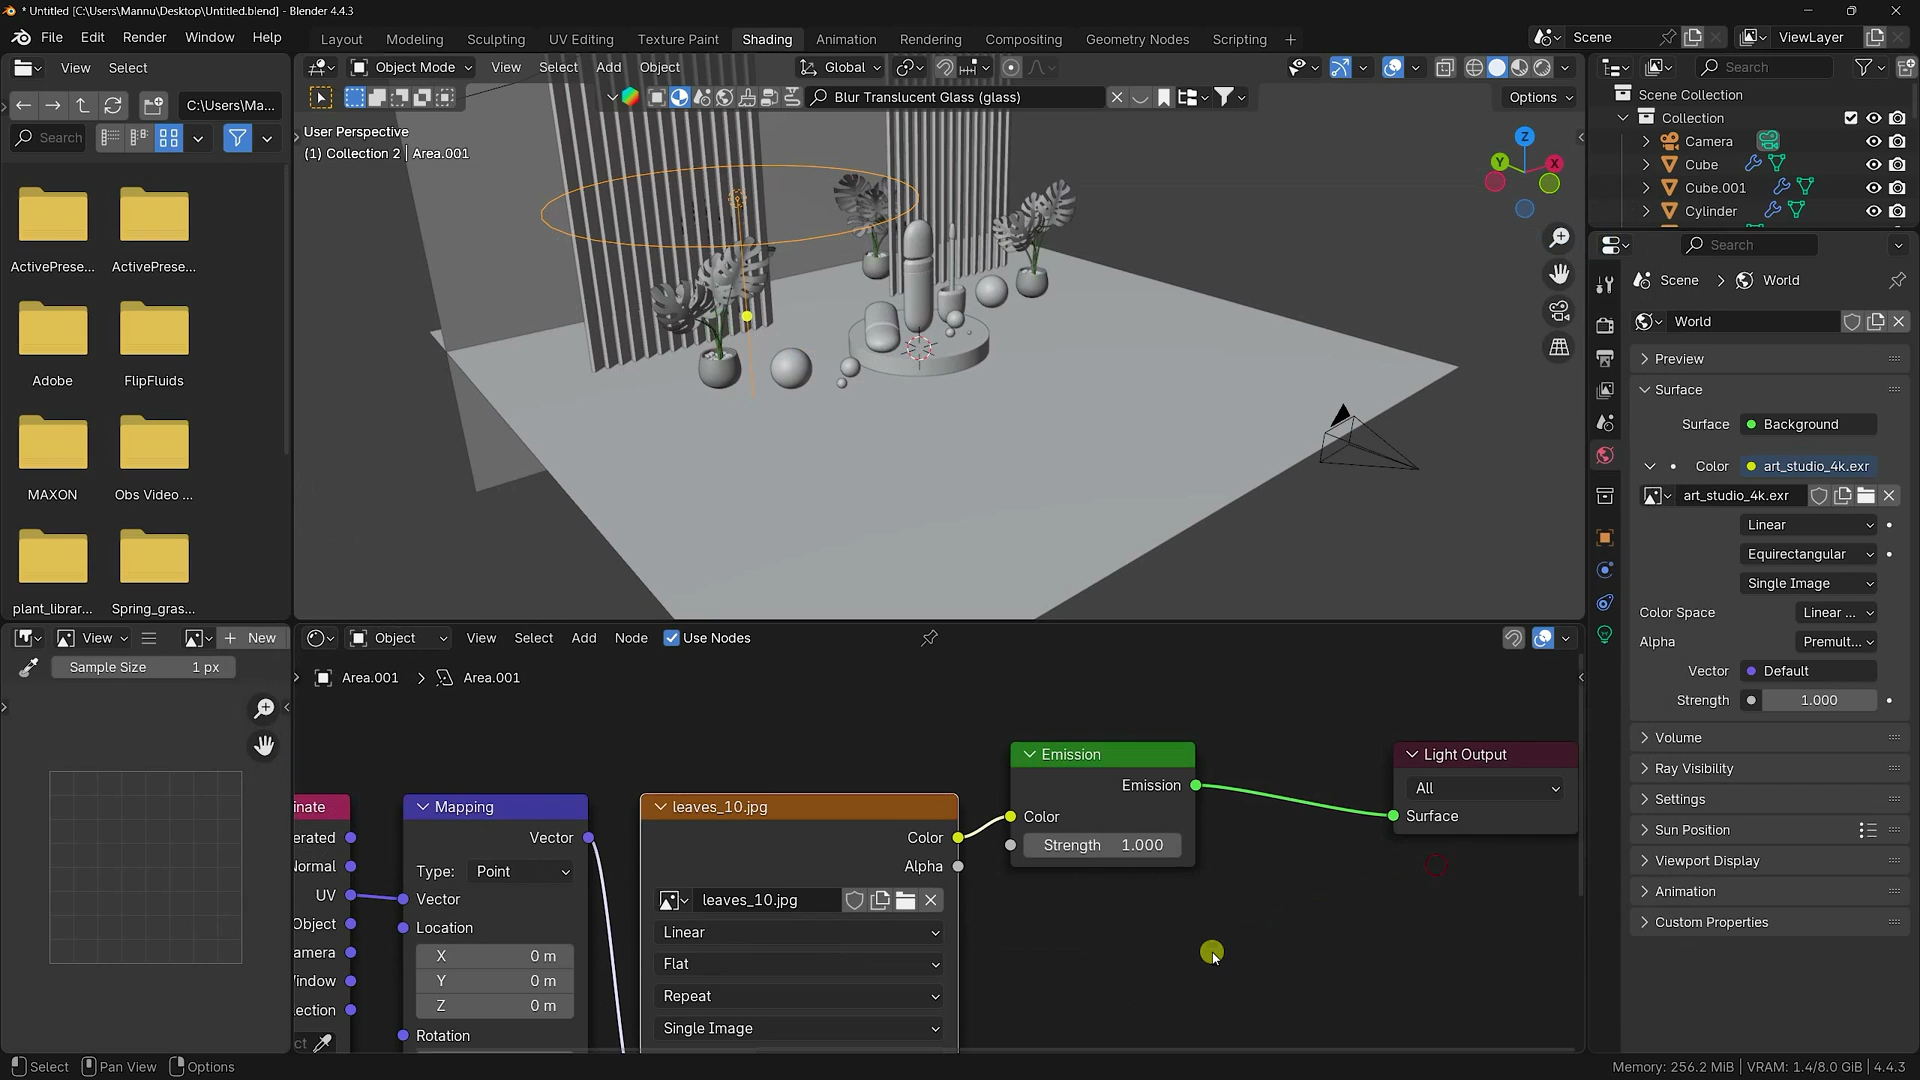 * Untitled [C:\Users\Mannu\Desktop\Untitled.blend] - Blender 4.4.3
File Edit Render Window Help
Layout Modeling Sculpting UV Editing Texture Paint Shading Animation Rendering Compositing Geometry Nodes Scripting
Scene
ViewLayer
View Select
Object Mode View Select Add Object
Global
Search
C:\Users\Ma...
Search
Blur Translucent Glass (glass)
Options
User Perspective
(1) Collection 2 | Area.001
Z
Y
X
Scene Collection
Collection
Camera
Cube
Cube.001
Cylinder
Search
ActivePrese...
ActivePrese...
Adobe
FlipFluids
MAXON
Obs Video ...
plant_librar...
Spring_gras...
Scene > World
World
Preview
Surface
Surface Background
Color art_studio_4k.exr
art_studio_4k.exr
Linear
Equirectangular
Single Image
Color Space Linear ...
Alpha Premult...
Vector Default
Strength 1.000
Volume
Ray Visibility
Settings
Sun Position
Viewport Display
Animation
Custom Properties
View
New
Sample Size 1 px
Object View Select Add Node Use Nodes
Area.001 > Area.001
inate
erated
Normal
UV
Object
amera
Window
ection
ct
Mapping
Vector
Type: Point
Vector
Location
X 0 m
Y 0 m
Z 0 m
Rotation
leaves_10.jpg
Color
Alpha
leaves_10.jpg
Linear
Flat
Repeat
Single Image
Emission
Emission
Color
Strength 1.000
Light Output
All
Surface
Select Pan View Options
Memory: 256.2 MiB | VRAM: 1.4/8.0 GiB | 4.4.3